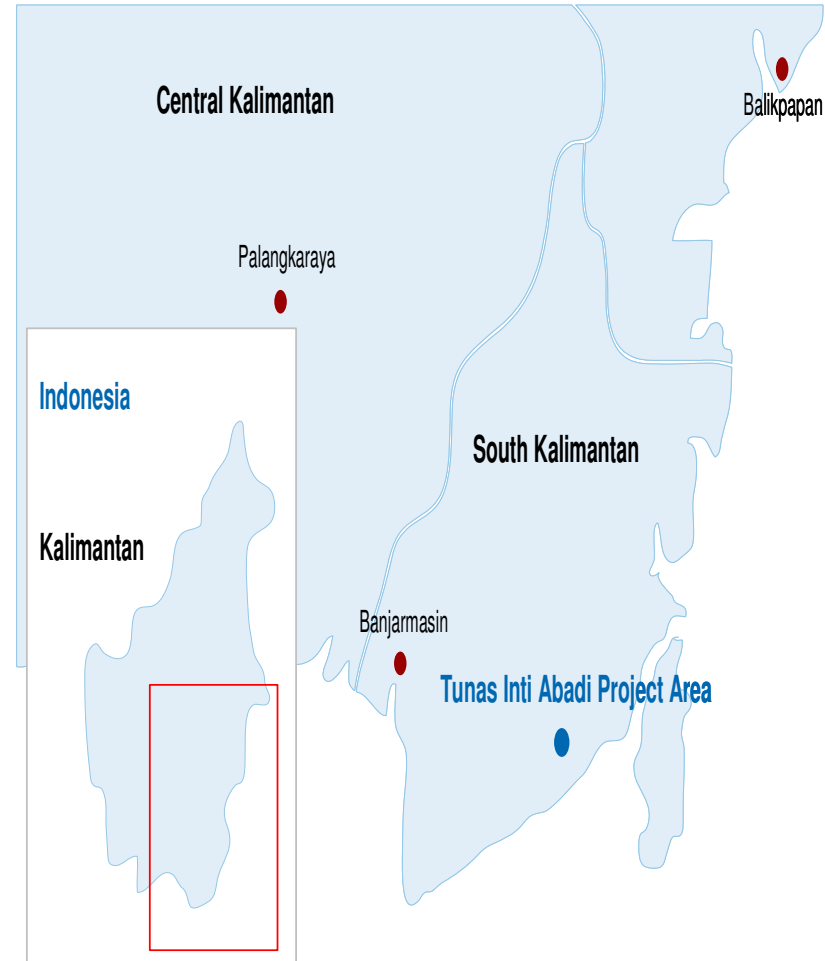 Central Kalimantan
Balikpapan
Palangkaraya
Indonesia
South Kalimantan
Kalimantan
Banjarmasin
Tunas Inti Abadi Project Area